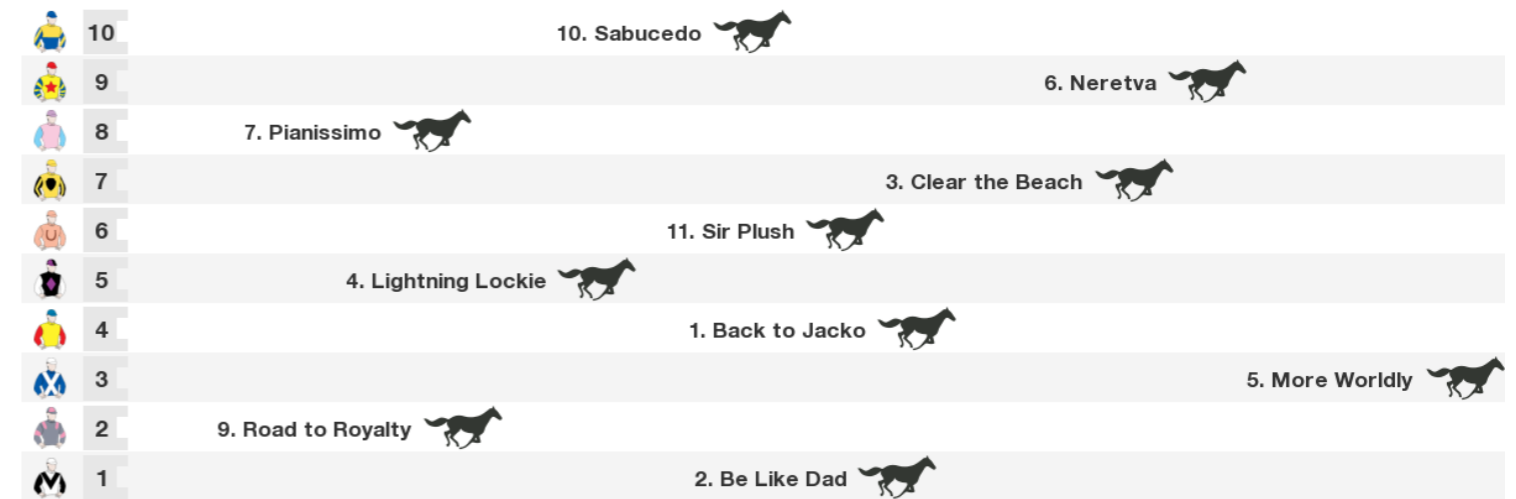 10 10. Sabucedo
9 6. Neretva
8 7. Pianissimo
7 3. Clear the Beach
6 11. Sir Plush
5 4. Lightning Lockie
4 1. Back to Jacko
3 5. More Worldly
2 9. Road to Royalty
1 2. Be Like Dad